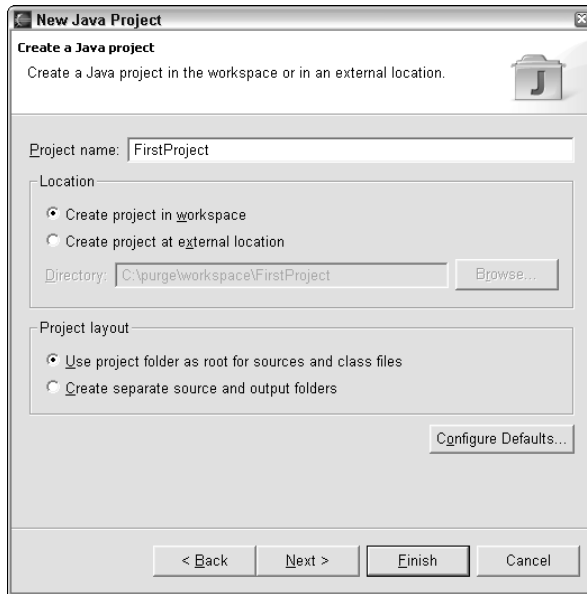 New Java Project
Create a Java project
Create a Java project in the workspace or in an external location.
J
Project name: FirstProject
Location
Create project in workspace
Create project at external location
Directory: C:\purge\workspace\FirstProject Browse...
Project layout
Use project folder as root for sources and class files
Create separate source and output folders
Configure Defaults...
< Back Next > Finish Cancel